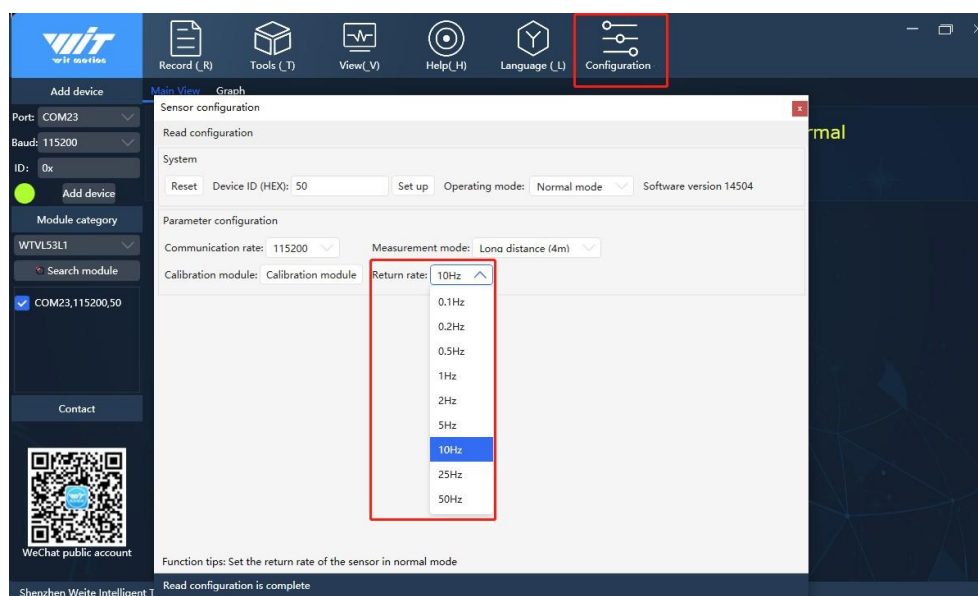 WiT
wit motion
Record (_R)
Tools (_T)
View(_V)
Help(_H)
Language (_L)
Configuration
Add device
Main View Graph
Port: COM23
Baud: 115200
ID: 0x
Add device
Module category
WTVL53L1
Search module
COM23,115200,50
Contact
WeChat public account
Shenzhen Weite Intelligent T
rmal
Sensor configuration
x
Read configuration
System
Reset Device ID (HEX): 50 Set up Operating mode: Normal mode Software version 14504
Parameter configuration
Communication rate: 115200 Measurement mode: Long distance (4m)
Calibration module: Calibration module Return rate: 10Hz
0.1Hz
0.2Hz
0.5Hz
1Hz
2Hz
5Hz
10Hz
25Hz
50Hz
Function tips: Set the return rate of the sensor in normal mode
Read configuration is complete